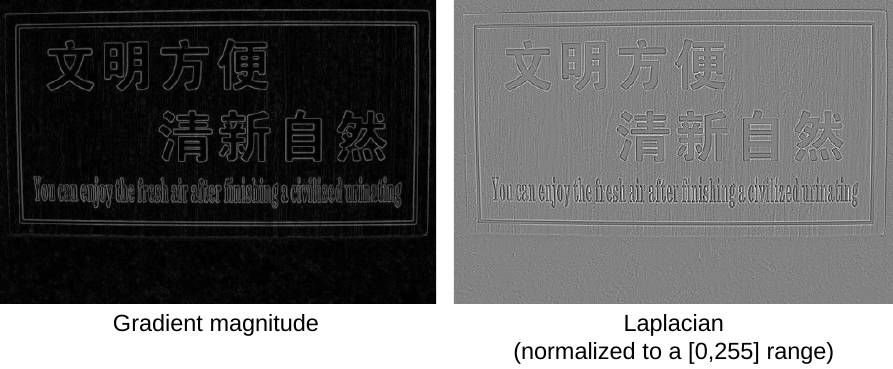 文明方便
清新自然
You can enjoy the fresh air after finishing a civilized urinating
Gradient magnitude
文明方便
清新自然
You can enjoy the fresh air after finishing a civilized urinating
Laplacian
(normalized to a [0,255] range)